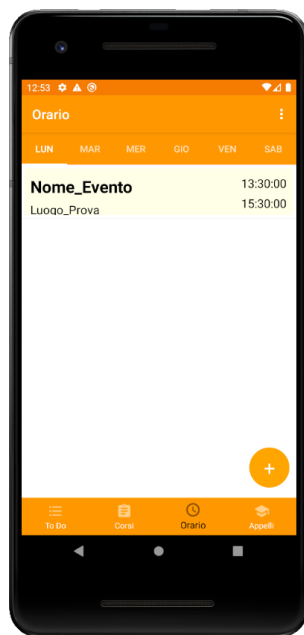 12:53
Orario
LUN MAR MER GIO VEN SAB
Nome_Evento 13:30:00
Luogo_Prova 15:30:00
To Do Corsi Orario Appelli